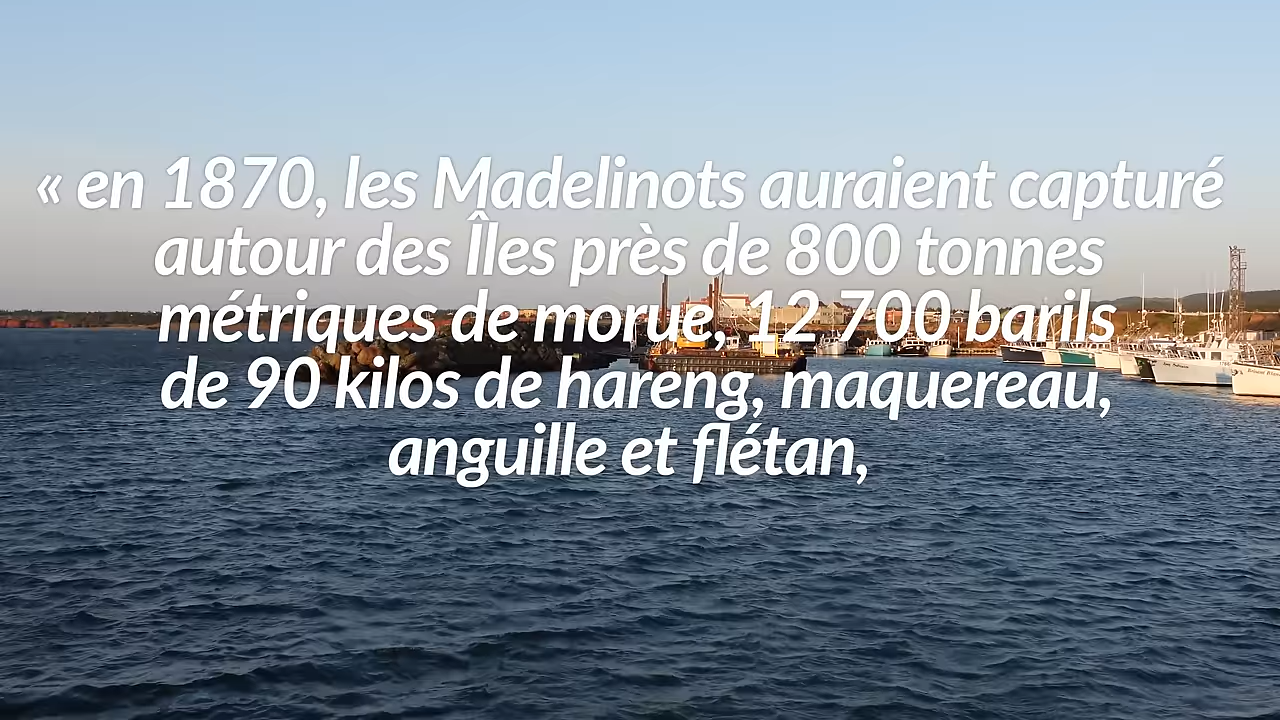 « en 1870, les Madelinots auraient capturé
autour des Îles près de 800 tonnes
métriques de morue, 12 700 barils
de 90 kilos de hareng, maquereau,
anguille et flétan,